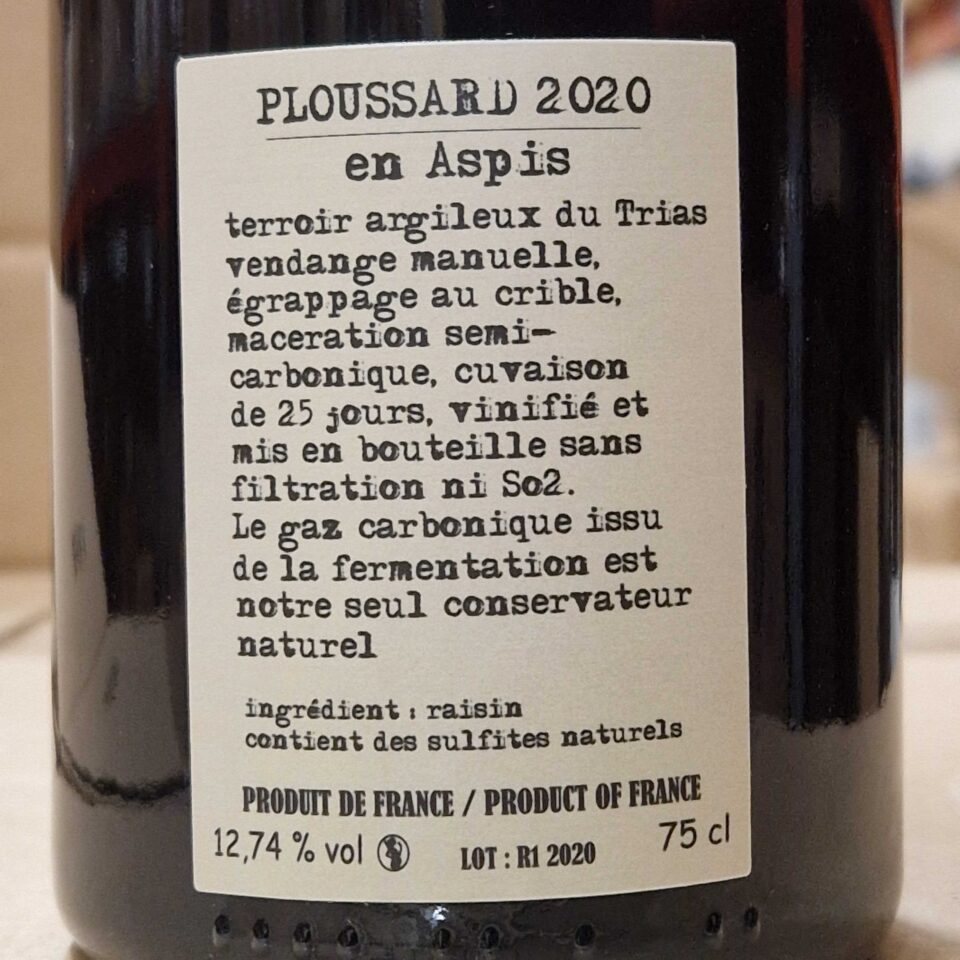 PLOUSSARD 2020
en Aspis
terroir argileux du Trias
vendange manuelle,
égrappage au crible,
maceration semi-
carbonique, cuvaison
de 25 jours, vinifié et
mis en bouteille sans
filtration ni So2.
Le gaz carbonique issu
de la fermentation est
notre seul conservateur
naturel
ingrédient : raisin
contient des sulfites naturels
PRODUIT DE FRANCE / PRODUCT OF FRANCE
12,74 % vol LOT : R1 2020 75 cl